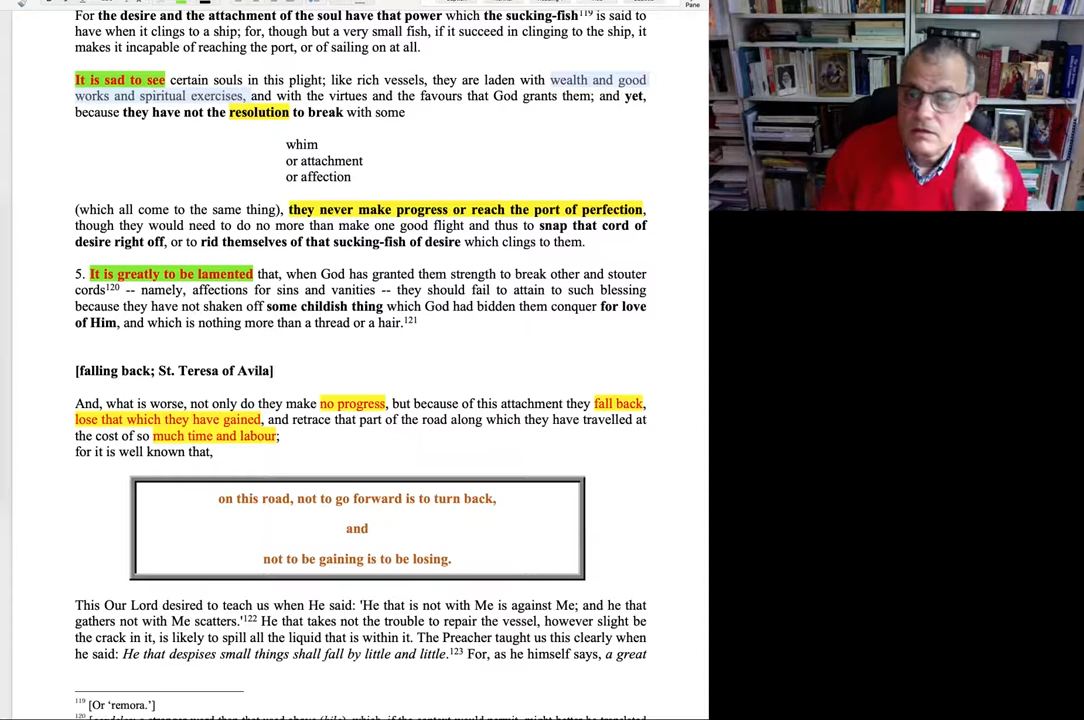 Pane
For the desire and the attachment of the soul have that power which the sucking-fish119 is said to
have when it clings to a ship; for, though but a very small fish, if it succeed in clinging to the ship, it
makes it incapable of reaching the port, or of sailing on at all.
It is sad to see certain souls in this plight; like rich vessels, they are laden with wealth and good
works and spiritual exercises, and with the virtues and the favours that God grants them; and yet,
because they have not the resolution to break with some
whim
or attachment
or affection
(which all come to the same thing), they never make progress or reach the port of perfection,
though they would need to do no more than make one good flight and thus to snap that cord of
desire right off, or to rid themselves of that sucking-fish of desire which clings to them.
5. It is greatly to be lamented that, when God has granted them strength to break other and stouter
cords120 -- namely, affections for sins and vanities -- they should fail to attain to such blessing
because they have not shaken off some childish thing which God had bidden them conquer for love
of Him, and which is nothing more than a thread or a hair.121
[falling back; St. Teresa of Avila]
And, what is worse, not only do they make no progress, but because of this attachment they fall back,
lose that which they have gained, and retrace that part of the road along which they have travelled at
the cost of so much time and labour;
for it is well known that,
on this road, not to go forward is to turn back,
and
not to be gaining is to be losing.
This Our Lord desired to teach us when He said: 'He that is not with Me is against Me; and he that
gathers not with Me scatters.'122 He that takes not the trouble to repair the vessel, however slight be
the crack in it, is likely to spill all the liquid that is within it. The Preacher taught us this clearly when
he said: He that despises small things shall fall by little and little.123 For, as he himself says, a great
119 [Or ‘remora.’]